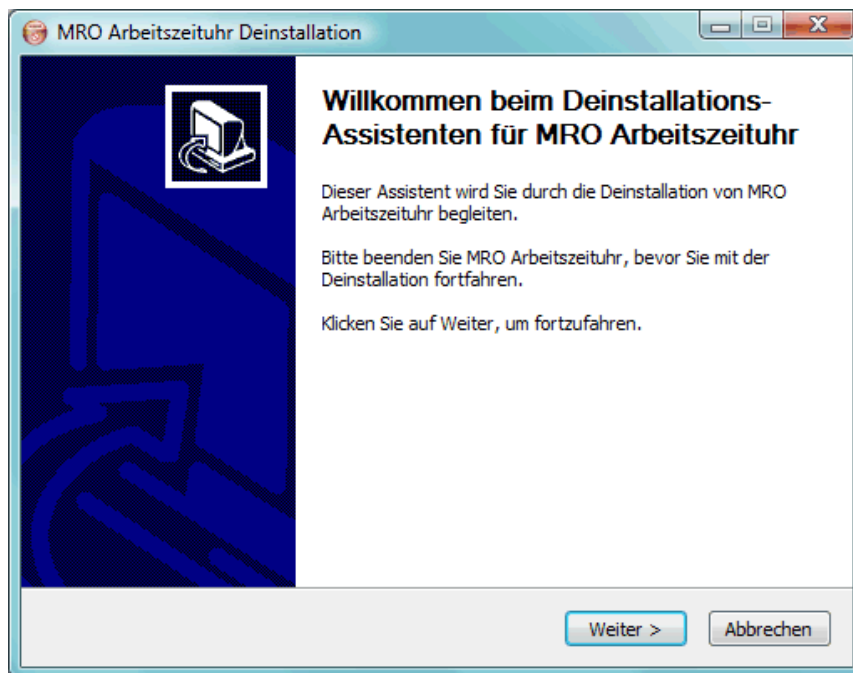 MRO Arbeitszeituhr Deinstallation
Willkommen beim Deinstallations-
Assistenten für MRO Arbeitszeituhr
Dieser Assistent wird Sie durch die Deinstallation von MRO
Arbeitszeituhr begleiten.
Bitte beenden Sie MRO Arbeitszeituhr, bevor Sie mit der
Deinstallation fortfahren.
Klicken Sie auf Weiter, um fortzufahren.
Weiter >
Abbrechen